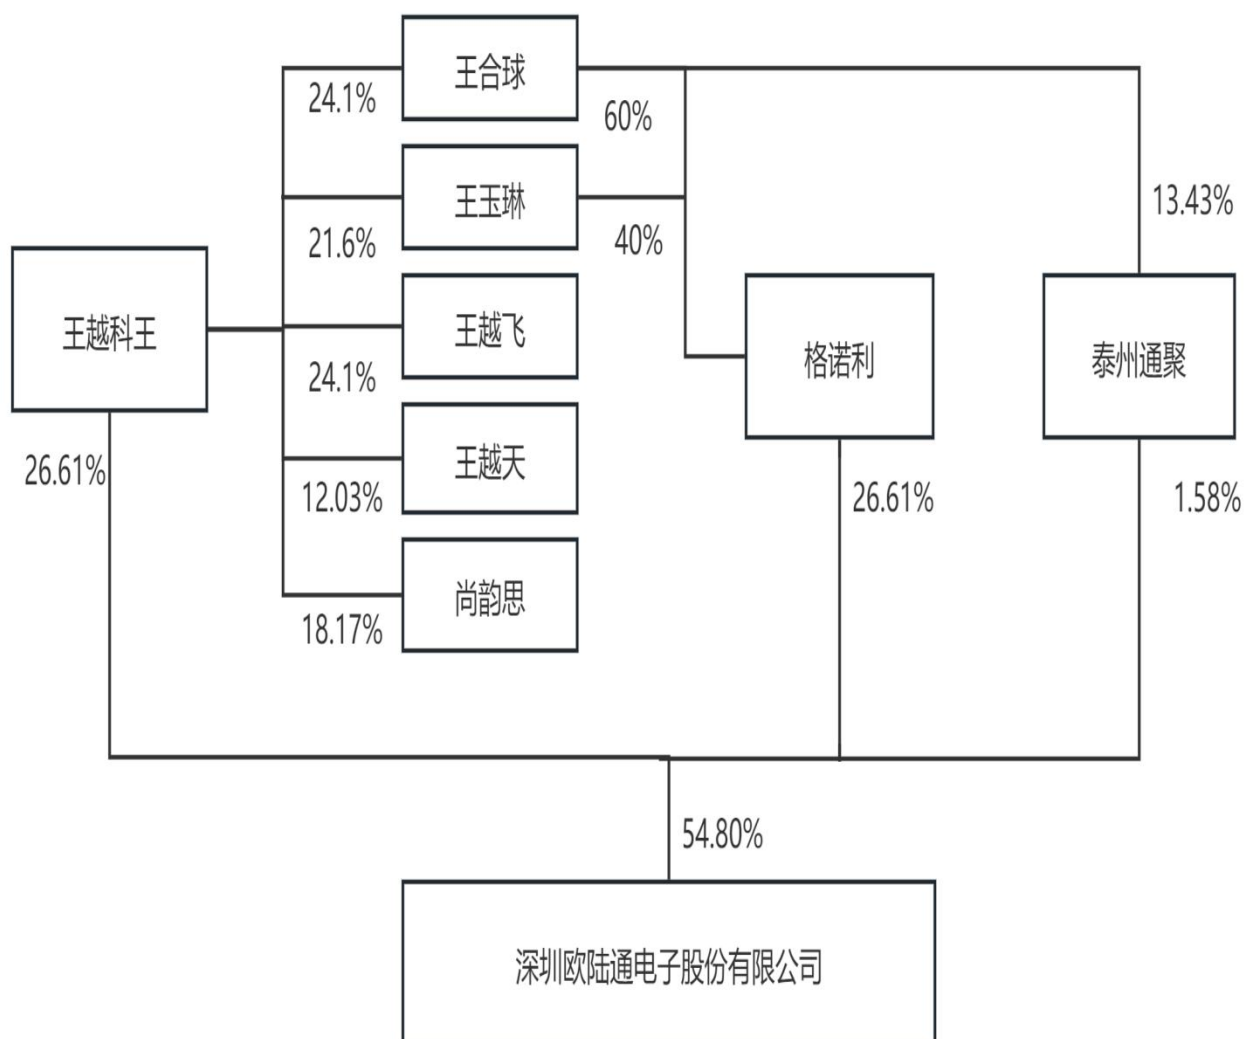 王合球
24.1%
60%
王玉琳
13.43%
21.6%
40%
王越科王
王越飞
格诺利
泰州通聚
24.1%
王越天
26.61%
12.03%
26.61%
1.58%
尚韵思
18.17%
54.80%
深圳欧陆通电子股份有限公司